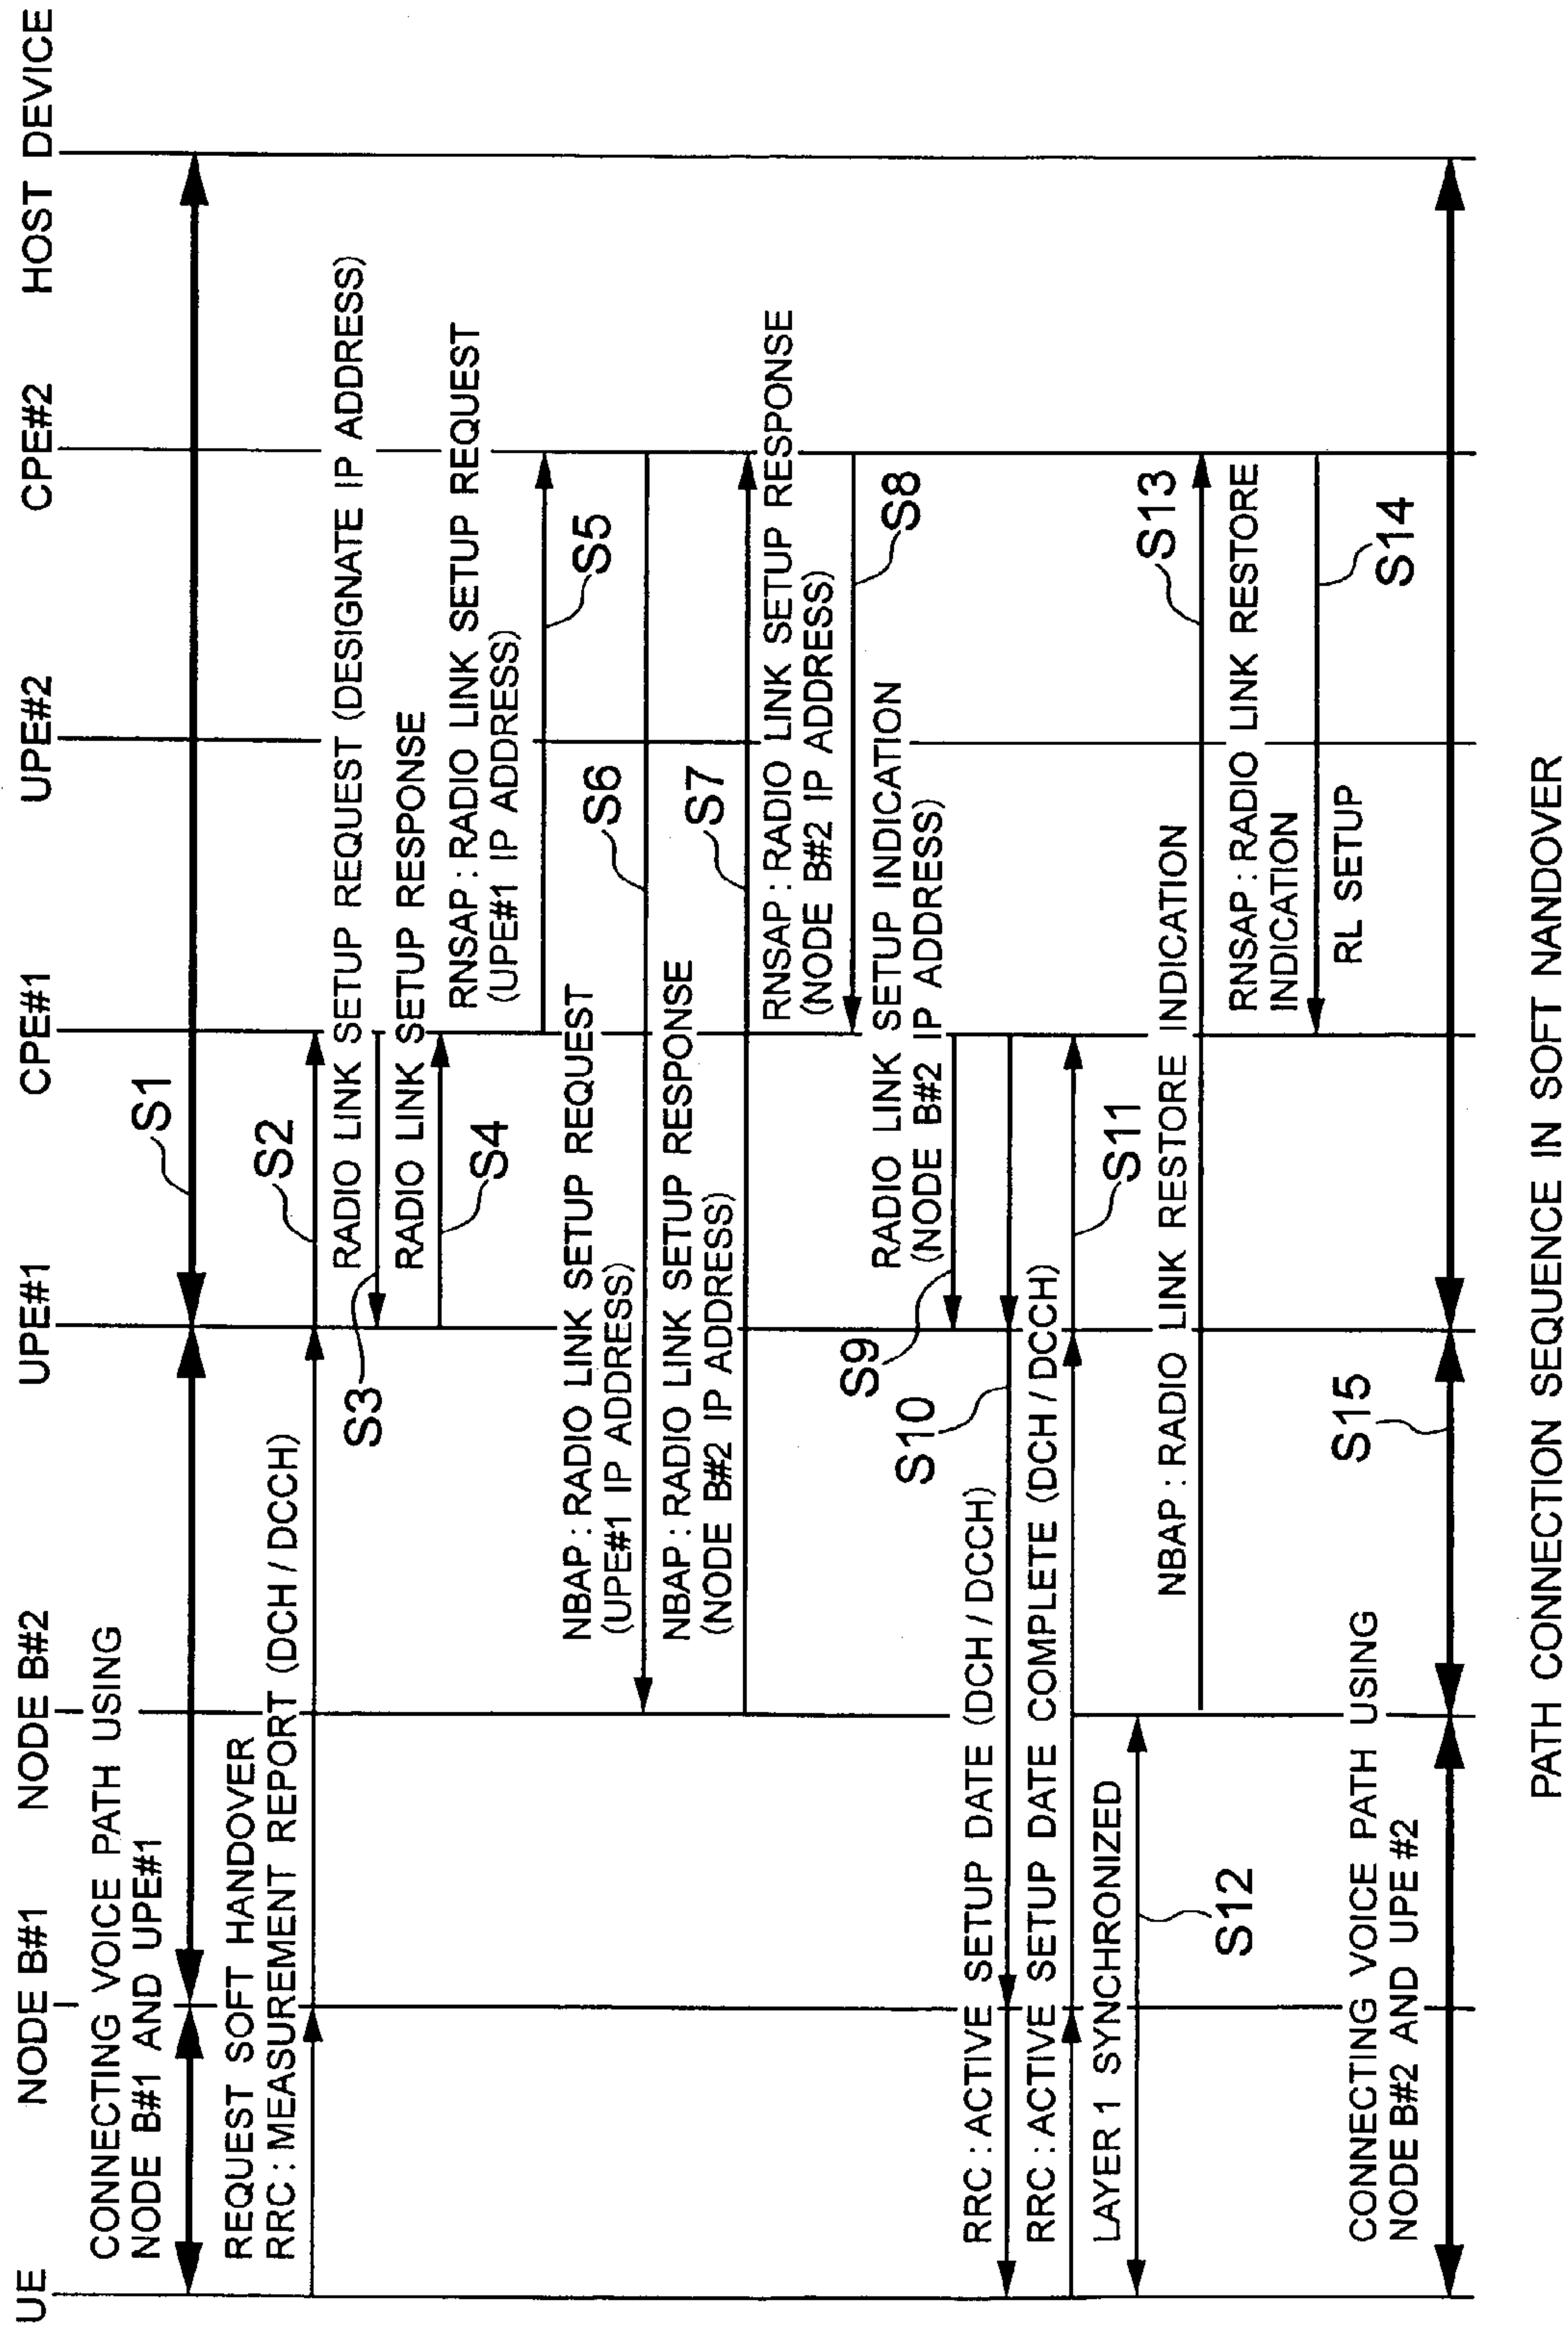 UE
NODE B#1
NODE B#2
UPE#1
CPE#1
UPE#2
CPE#2
HOST DEVICE
CONNECTING VOICE PATH USING
NODE B#1 AND UPE#1
S1
REQUEST SOFT HANDOVER
RRC : MEASUREMENT REPORT (DCH / DCCH)
S2
RADIO LINK SETUP REQUEST (DESIGNATE IP ADDRESS)
S3
RADIO LINK SETUP RESPONSE
S4
RNSAP : RADIO LINK SETUP REQUEST
(UPE#1 IP ADDRESS)
S5
NBAP : RADIO LINK SETUP REQUEST
(UPE#1 IP ADDRESS)
S6
NBAP : RADIO LINK SETUP RESPONSE
(NODE B#2 IP ADDRESS)
S7
RNSAP : RADIO LINK SETUP RESPONSE
(NODE B#2 IP ADDRESS)
S8
RADIO LINK SETUP INDICATION
(NODE B#2 IP ADDRESS)
S9
RRC : ACTIVE SETUP DATE (DCH / DCCH)
S10
RRC : ACTIVE SETUP DATE COMPLETE (DCH / DCCH)
S11
LAYER 1 SYNCHRONIZED
S12
NBAP : RADIO LINK RESTORE INDICATION
S13
RNSAP : RADIO LINK RESTORE
INDICATION
S14
RL SETUP
CONNECTING VOICE PATH USING
NODE B#2 AND UPE #2
S15
PATH CONNECTION SEQUENCE IN SOFT NANDOVER